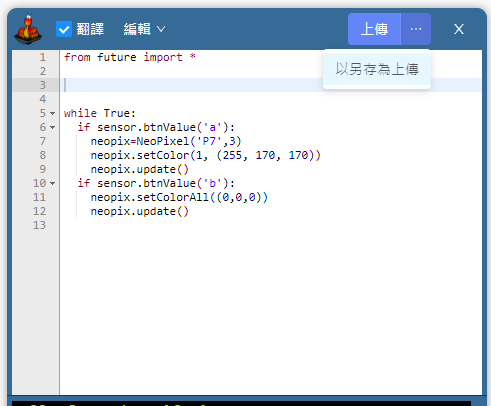 翻譯 編輯 上傳 ... X
以另存為上傳
1 from future import *
2
3
4
5 while True:
6 if sensor.btnValue('a'):
7 neopix=NeoPixel('P7',3)
8 neopix.setColor(1, (255, 170, 170))
9 neopix.update()
10 if sensor.btnValue('b'):
11 neopix.setColorAll((0,0,0))
12 neopix.update()
13